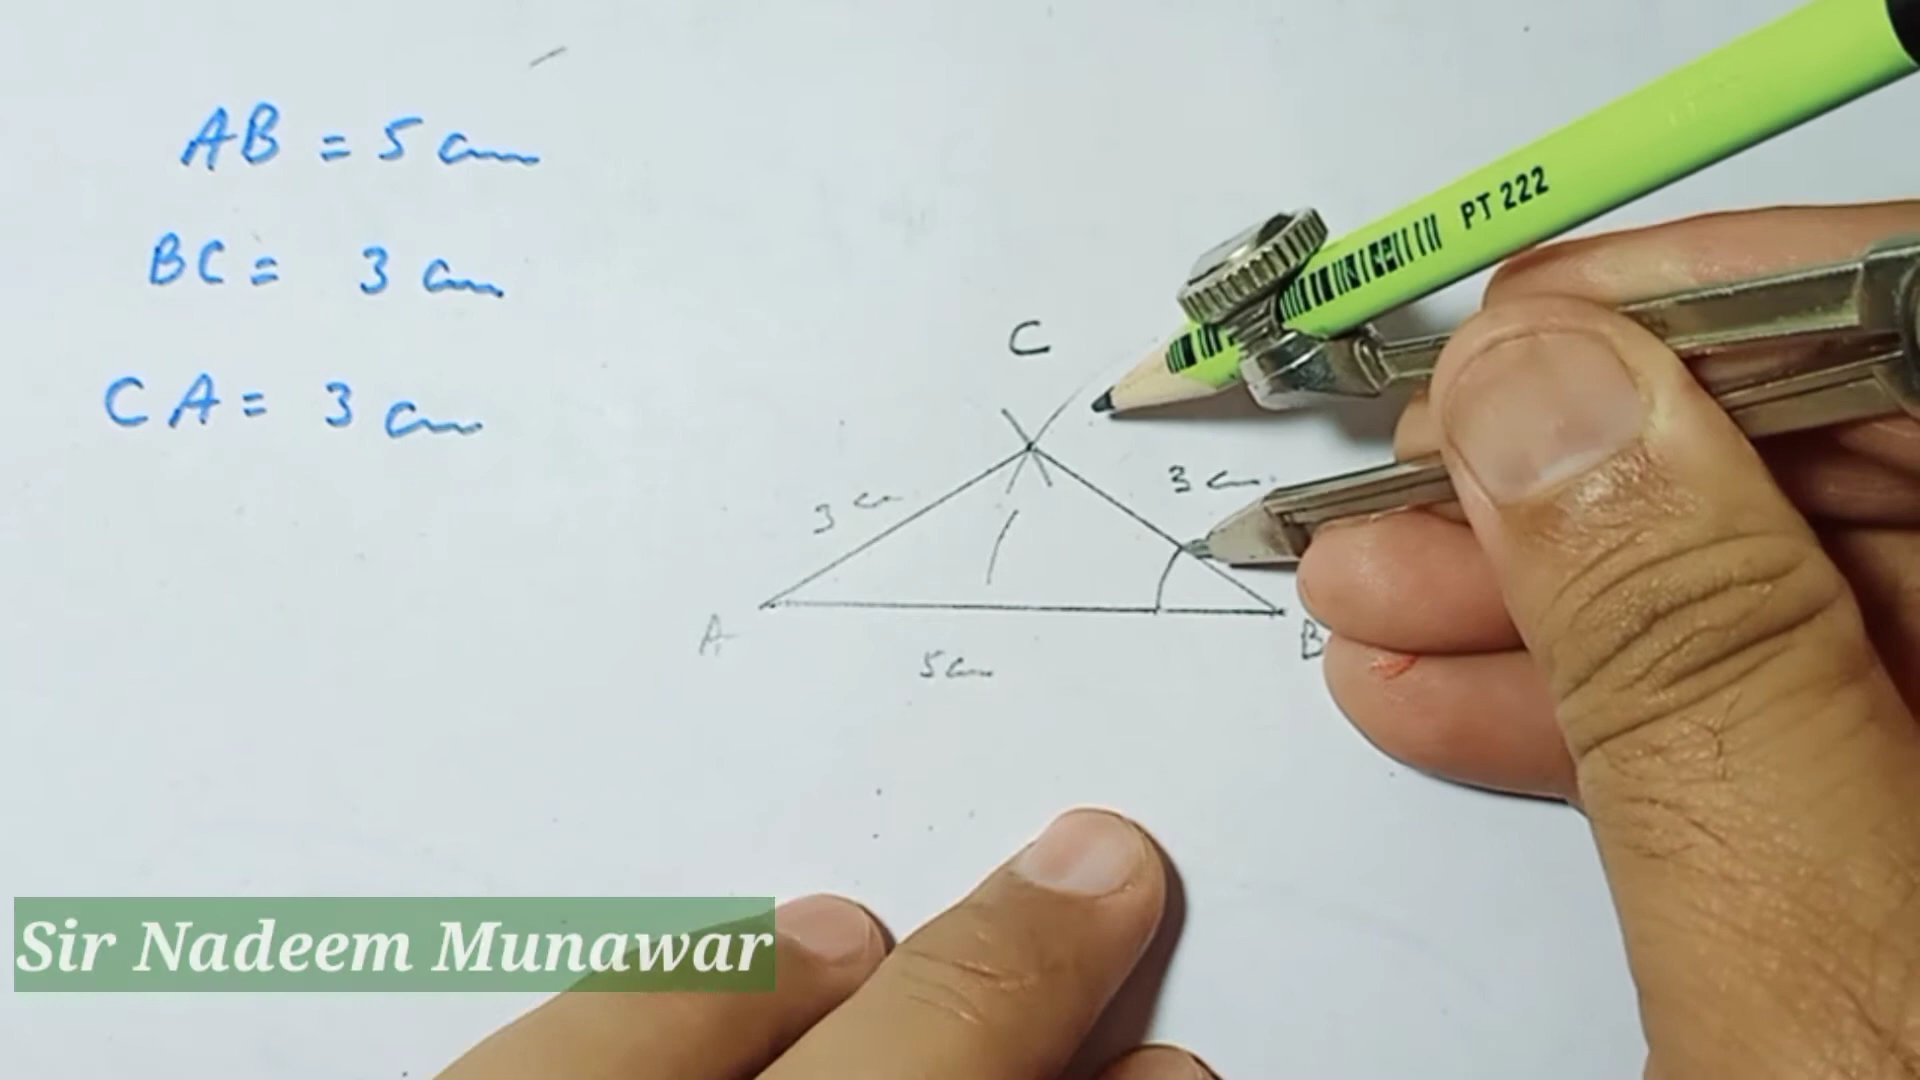 AB = 5 cm
BC = 3 cm
CA = 3 cm
C
PT 222
3 cm
3 cm
A
B
5 cm
Sir Nadeem Munawar